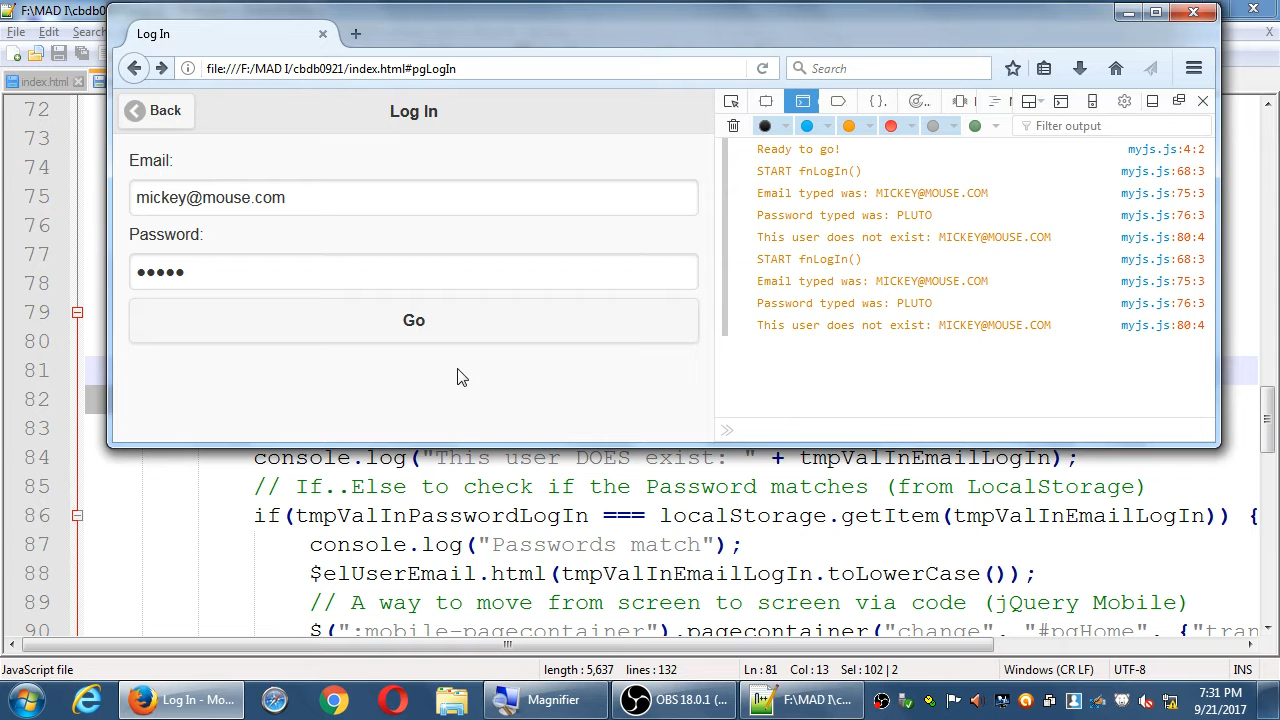 F:\MAD I\cbdb0
File Edit Search
index.html
Log In
file:///F:/MAD I/cbdb0921/index.html#pgLogIn
Search
Back
Log In
Email:
mickey@mouse.com
Password:
●●●●●
Go
Filter output
Ready to go! myjs.js:4:2
START fnLogIn() myjs.js:68:3
Email typed was: MICKEY@MOUSE.COM myjs.js:75:3
Password typed was: PLUTO myjs.js:76:3
This user does not exist: MICKEY@MOUSE.COM myjs.js:80:4
START fnLogIn() myjs.js:68:3
Email typed was: MICKEY@MOUSE.COM myjs.js:75:3
Password typed was: PLUTO myjs.js:76:3
This user does not exist: MICKEY@MOUSE.COM myjs.js:80:4
72
73
74
75
76
77
78
79
80
81
82
83
84 console.log("This user DOES exist: " + tmpValInEmailLogIn);
85 // If..Else to check if the Password matches (from LocalStorage)
86 if(tmpValInPasswordLogIn === localStorage.getItem(tmpValInEmailLogIn)) {
87 console.log("Passwords match");
88 $elUserEmail.html(tmpValInEmailLogIn.toLowerCase());
89 // A way to move from screen to screen via code (jQuery Mobile)
90 $(":mobile-pagecontainer").pagecontainer("change", "#pgHome", {"tran
JavaScript file length : 5,637 lines : 132 Ln : 81 Col : 13 Sel : 102 | 2 Windows (CR LF) UTF-8 INS
Log In - Mo... Magnifier OBS 18.0.1 (... F:\MAD I\c...
7:31 PM
9/21/2017